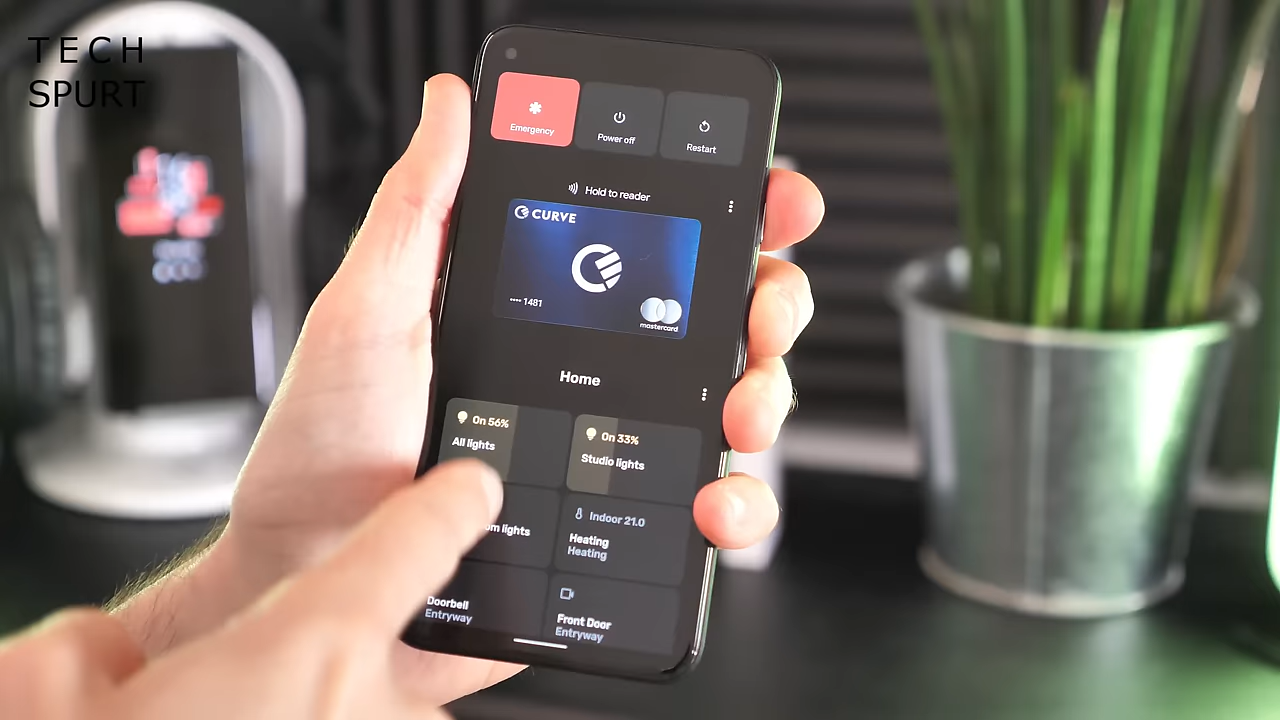 TECH
SPURT
Emergency
Power off
Restart
Hold to reader
CURVE
•••• 1481
mastercard
Home
On 56%
All lights
On 33%
Studio lights
lights
Indoor 21.0
Heating
Heating
Doorbell
Entryway
Front Door
Entryway